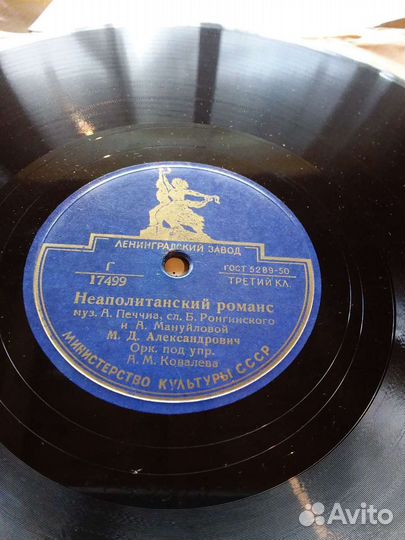 ЛЕНИНГРАДСКИЙ ЗАВОД
Г
17499
ГОСТ 5289-50
ТРЕТИЙ КЛ.
Неаполитанский романс
муз. А. Печчиа, сл. Б. Ронгинского
и А. Мануйловой
М. Д. Александрович
Орк. под упр.
А. М. Ковалева
МИНИСТЕРСТВО КУЛЬТУРЫ СССР
Avito